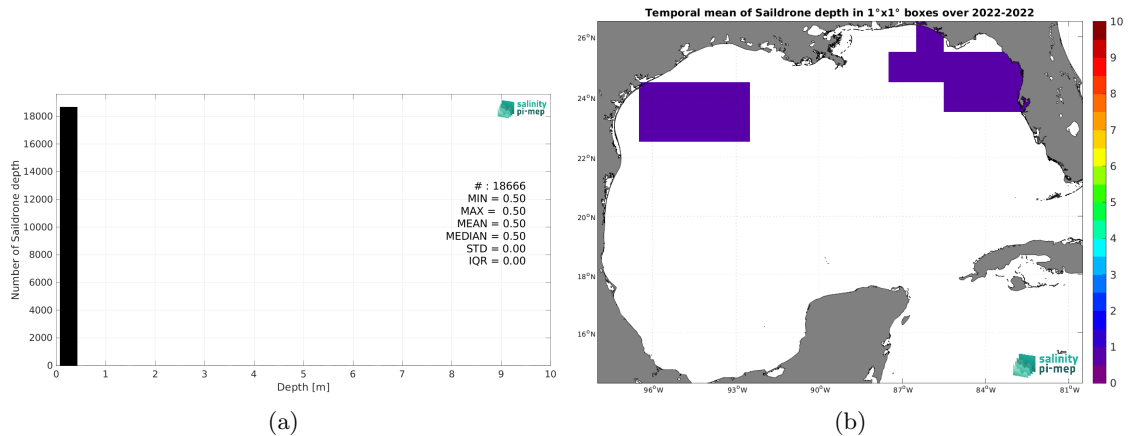 18000
16000
14000
12000
10000
8000
6000
4000
2000
0
Number of Saildrone depth
salinity
pi-mep
# : 18666
MIN = 0.50
MAX = 0.50
MEAN = 0.50
MEDIAN = 0.50
STD = 0.00
IQR = 0.00
0 1 2 3 4 5 6 7 8 9 10
Depth [m]
(a)
Temporal mean of Saildrone depth in 1°x1° boxes over 2022-2022
26°N
24°N
22°N
20°N
18°N
16°N
96°W 93°W 90°W 87°W 84°W 81°W
salinity
pi-mep
10
9
8
7
6
5
4
3
2
1
0
(b)